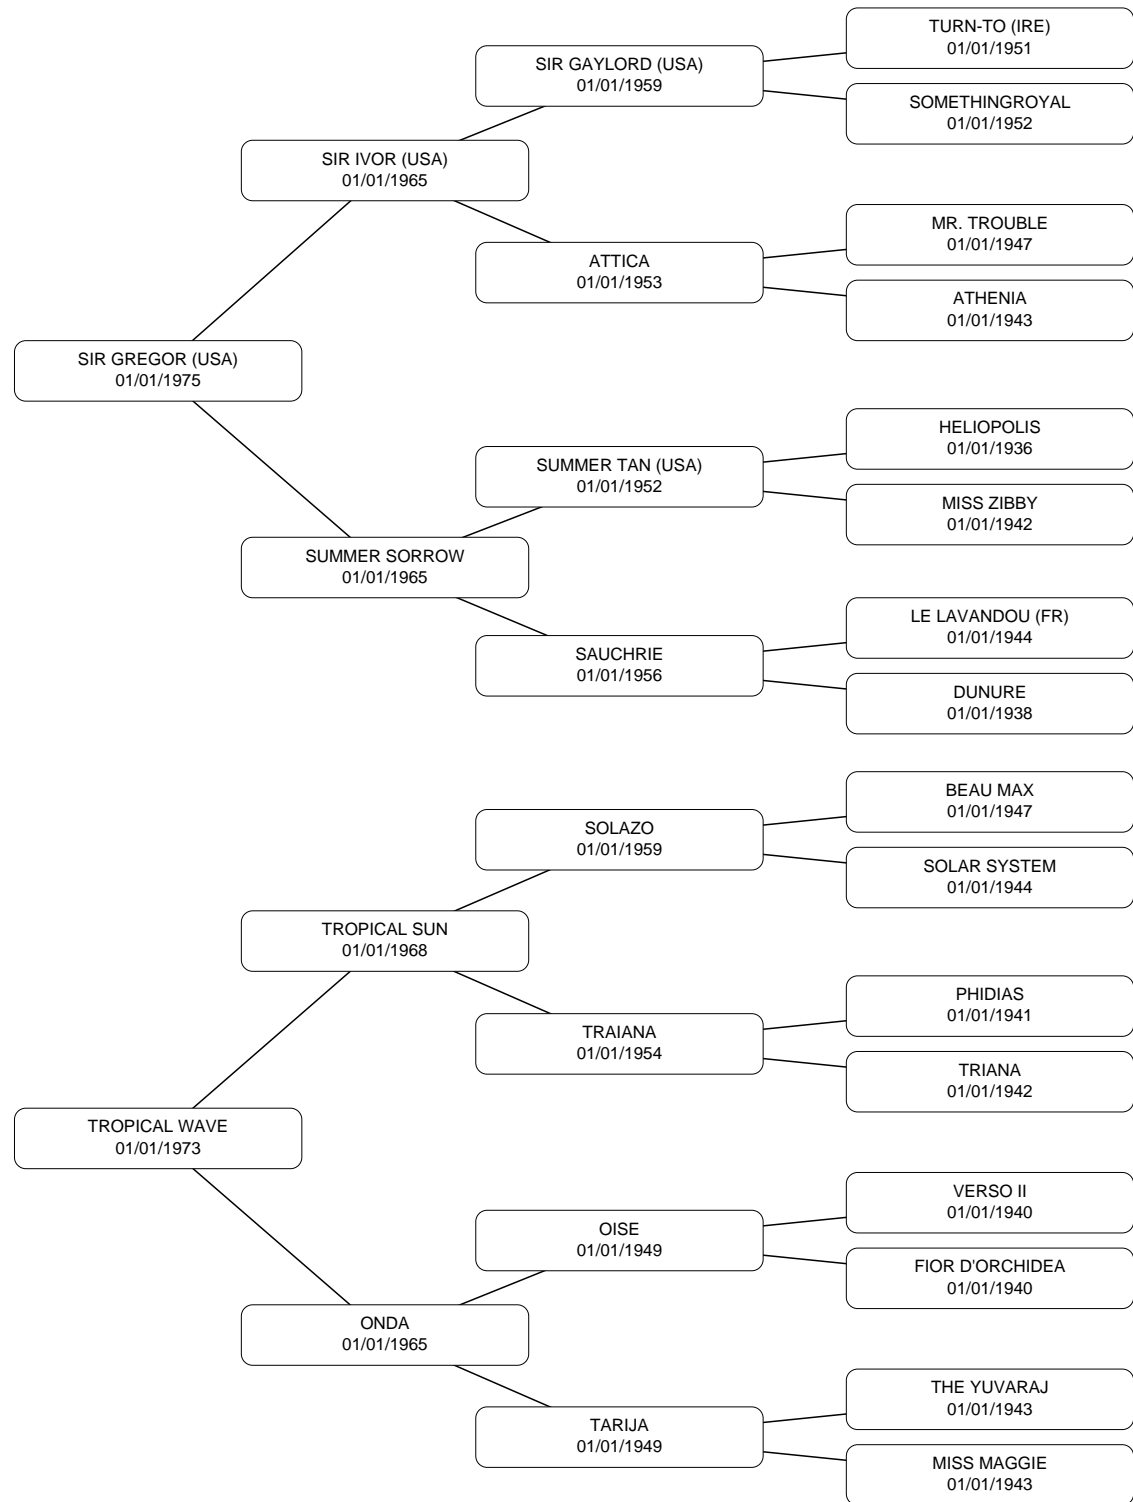 TURN-TO (IRE)
01/01/1951
SIR GAYLORD (USA)
01/01/1959
SOMETHINGROYAL
01/01/1952
SIR IVOR (USA)
01/01/1965
MR. TROUBLE
01/01/1947
ATTICA
01/01/1953
ATHENIA
01/01/1943
SIR GREGOR (USA)
01/01/1975
HELIOPOLIS
01/01/1936
SUMMER TAN (USA)
01/01/1952
MISS ZIBBY
01/01/1942
SUMMER SORROW
01/01/1965
LE LAVANDOU (FR)
01/01/1944
SAUCHRIE
01/01/1956
DUNURE
01/01/1938
BEAU MAX
01/01/1947
SOLAZO
01/01/1959
SOLAR SYSTEM
01/01/1944
TROPICAL SUN
01/01/1968
PHIDIAS
01/01/1941
TRAIANA
01/01/1954
TRIANA
01/01/1942
TROPICAL WAVE
01/01/1973
VERSO II
01/01/1940
OISE
01/01/1949
FIOR D'ORCHIDEA
01/01/1940
ONDA
01/01/1965
THE YUVARAJ
01/01/1943
TARIJA
01/01/1949
MISS MAGGIE
01/01/1943